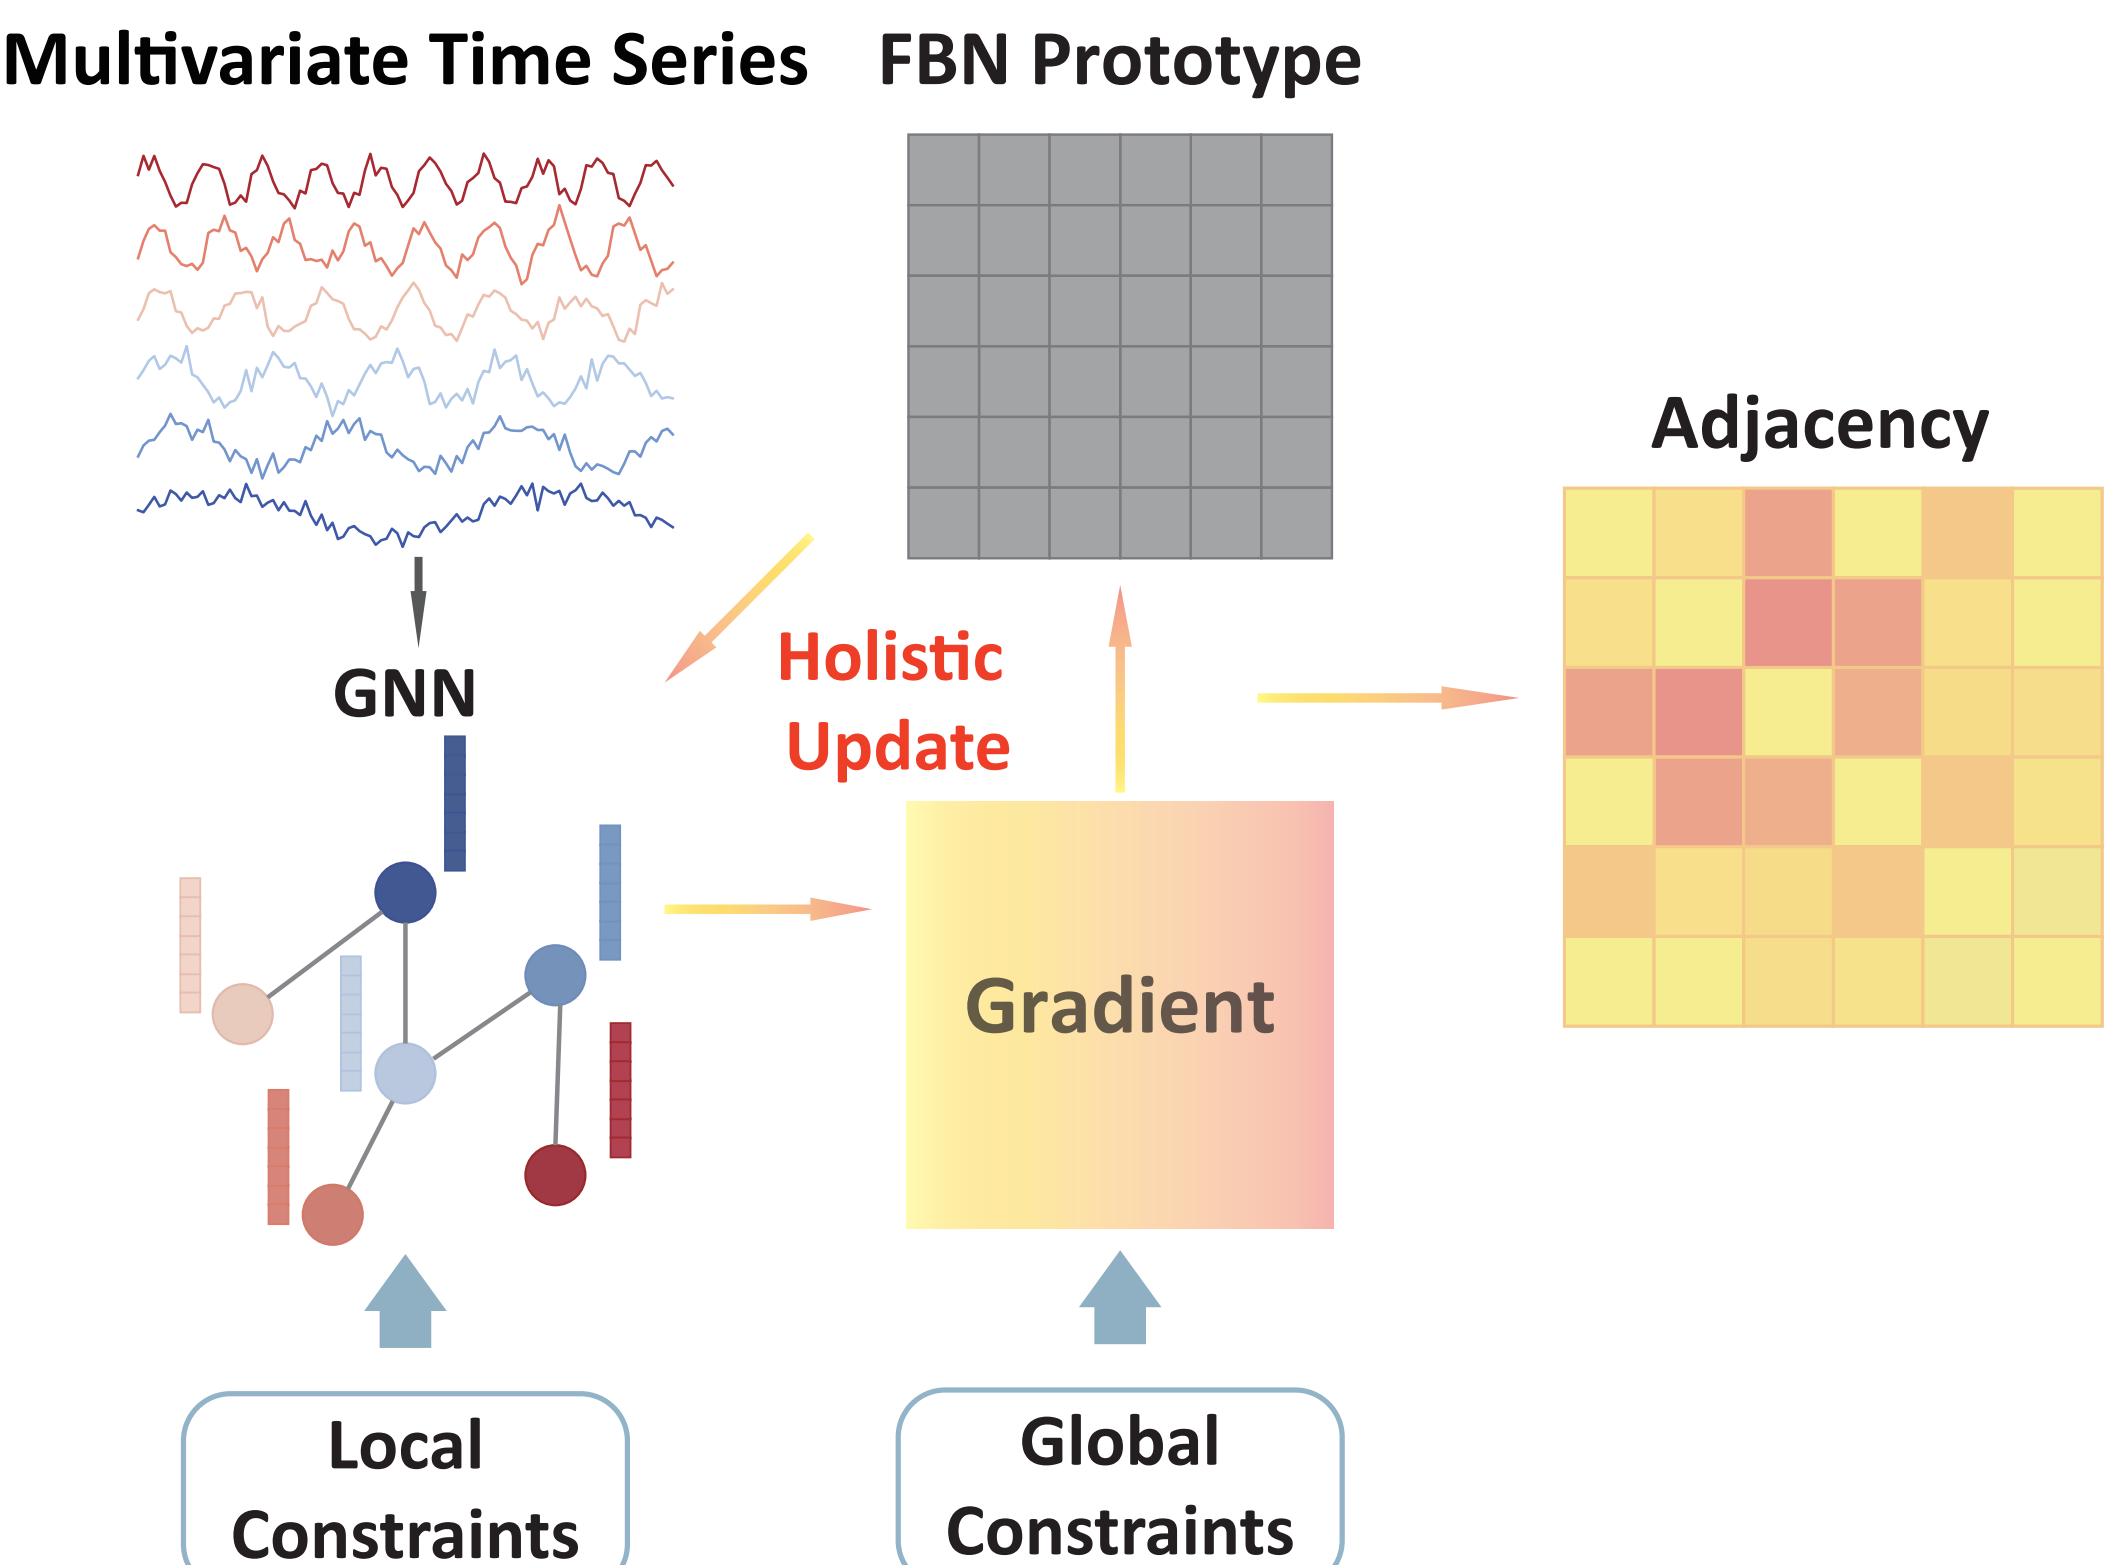 Multivariate Time Series
FBN Prototype
Adjacency
Holistic
Update
GNN
Gradient
Local
Constraints
Global
Constraints